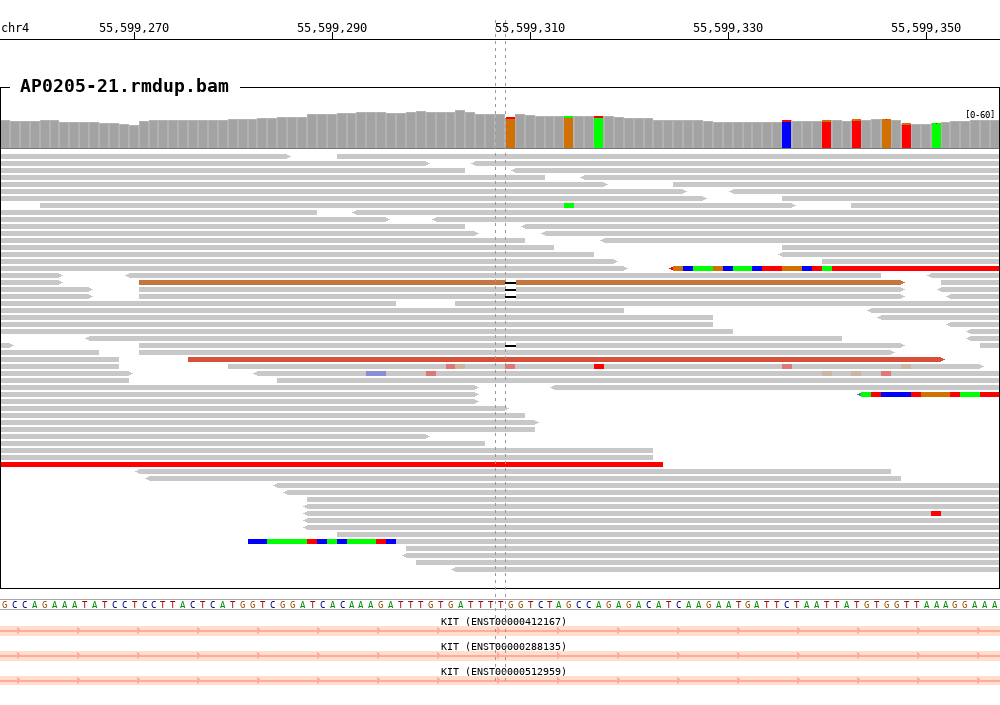 chr4 55,599,270 55,599,290 55,599,310 55,599,330 55,599,350
AP0205-21.rmdup.bam
[0-60]
GCCAGAAATATCCTCCTTACTCATGGTCGGATCACAAAGATTTGTGATTTTGGTCTAGCCAGAGACATCAAGAATGATTCTAATTATGTGGTTAAAGGAAA
KIT (ENST00000412167)
KIT (ENST00000288135)
KIT (ENST00000512959)